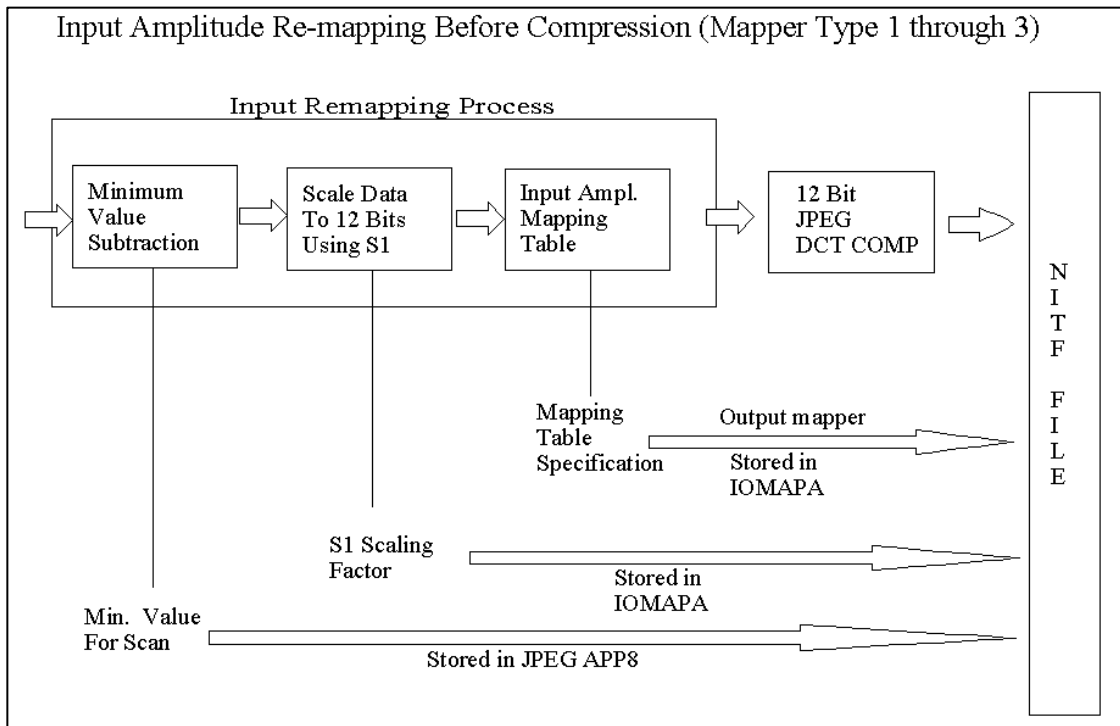 Input Amplitude Re-mapping Before Compression (Mapper Type 1 through 3)
Input Remapping Process
Minimum
Value
Subtraction
Scale Data
To 12 Bits
Using S1
Input Ampl.
Mapping
Table
12 Bit
JPEG
DCT COMP
NITF FILE
Mapping
Table
Specification
Output mapper
Stored in
IOMAPA
S1 Scaling
Factor
Stored in
IOMAPA
Min. Value
For Scan
Stored in JPEG APP8